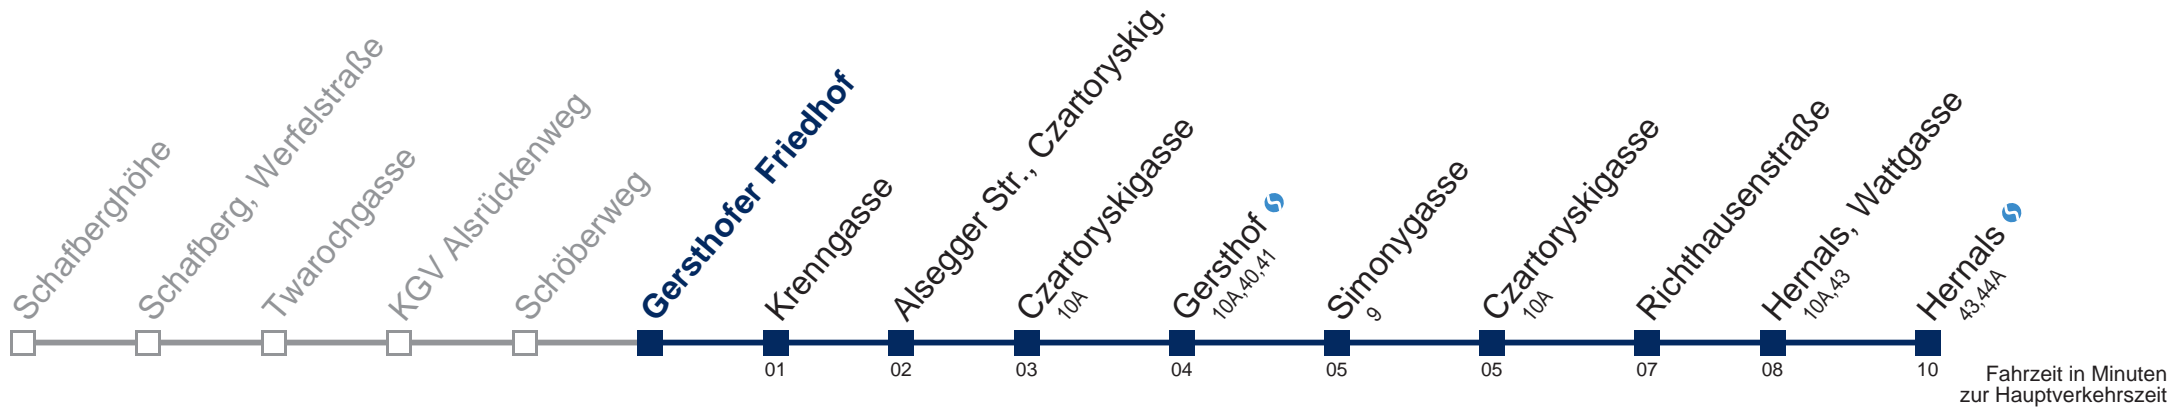 Schafberghöhe
Schafberg, Werfelstraße
Twarochgasse
KGV Alsrückenweg
Schöberweg
Gersthofer Friedhof
Krenngasse
01
Alsegger Str., Czartoryskig.
02
Czartoryskigasse
10A
03
Gersthof
10A,40,41
04
Simonygasse
9
05
Czartoryskigasse
10A
05
Richthausenstraße
07
Hernals, Wattgasse
10A,43
08
Hernals
43,44A
10
Fahrzeit in Minuten
zur Hauptverkehrszeit